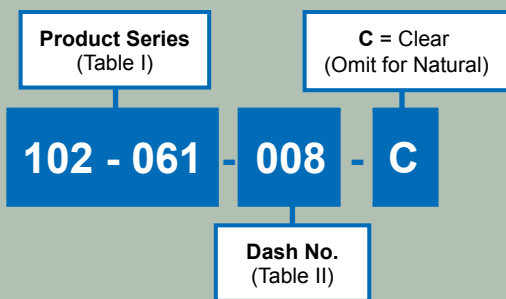 Product Series
(Table I)
C = Clear
(Omit for Natural)
102 - 061 - 008 - C
Dash No.
(Table II)